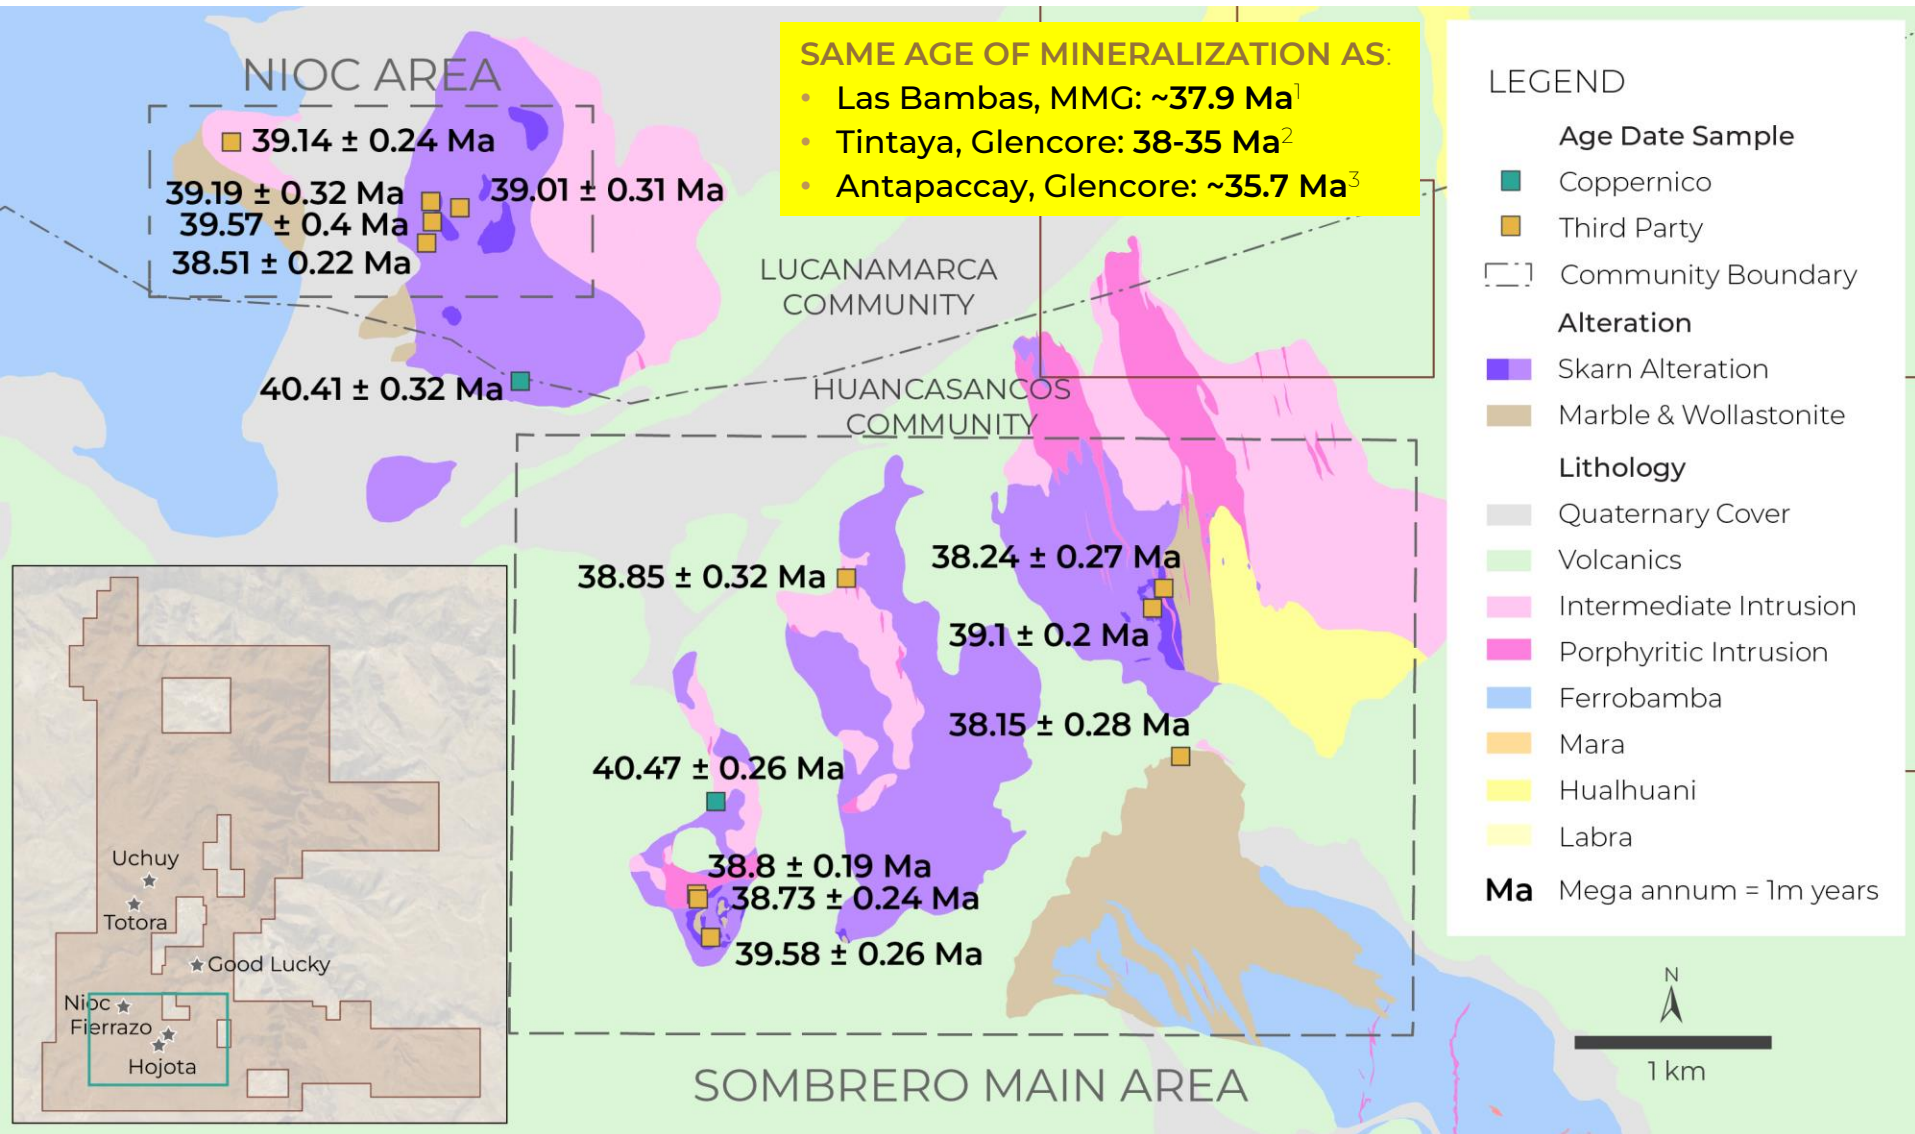 NIOC AREA
39.14 ± 0.24 Ma
39.19 ± 0.32 Ma
39.01 ± 0.31 Ma
39.57 ± 0.4 Ma
38.51 ± 0.22 Ma
40.41 ± 0.32 Ma
SAME AGE OF MINERALIZATION AS:
• Las Bambas, MMG: ~37.9 Ma¹
• Tintaya, Glencore: 38-35 Ma²
• Antapaccay, Glencore: ~35.7 Ma³
LUCANAMARCA
COMMUNITY
HUANCASANCOS
COMMUNITY
38.85 ± 0.32 Ma
38.24 ± 0.27 Ma
39.1 ± 0.2 Ma
38.15 ± 0.28 Ma
40.47 ± 0.26 Ma
38.8 ± 0.19 Ma
38.73 ± 0.24 Ma
39.58 ± 0.26 Ma
SOMBRERO MAIN AREA
Uchuy
Totora
Good Lucky
Nioc
Fierrazo
Hojota
LEGEND
Age Date Sample
Coppernico
Third Party
Community Boundary
Alteration
Skarn Alteration
Marble & Wollastonite
Lithology
Quaternary Cover
Volcanics
Intermediate Intrusion
Porphyritic Intrusion
Ferrobamba
Mara
Hualhuani
Labra
Ma Mega annum = 1m years
N
1 km